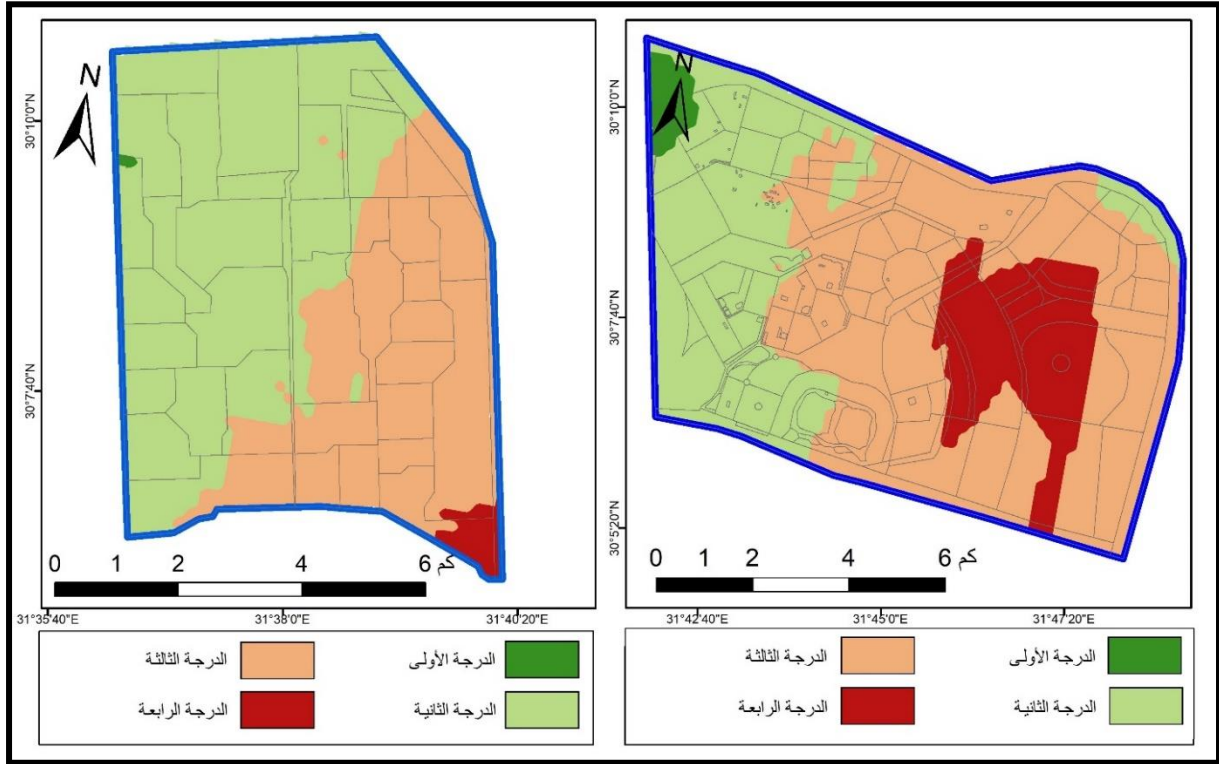 N
30°10'0"N
30°7'40"N
0 1 2 4 6 كم
31°35'40"E 31°38'0"E 31°40'20"E
الدرجة الأولى
الدرجة الثالثة
الدرجة الثانية
الدرجة الرابعة
N
30°10'0"N
30°7'40"N
30°5'20"N
0 1 2 4 6 كم
31°42'40"E 31°45'0"E 31°47'20"E
الدرجة الأولى
الدرجة الثالثة
الدرجة الثانية
الدرجة الرابعة